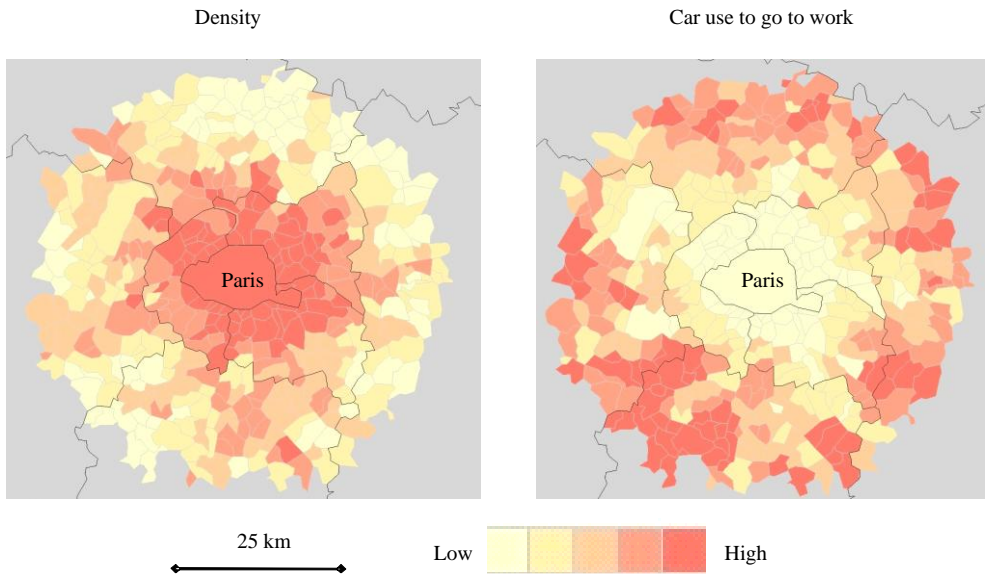 Density
Car use to go to work
Paris
Paris
25 km
Low
High